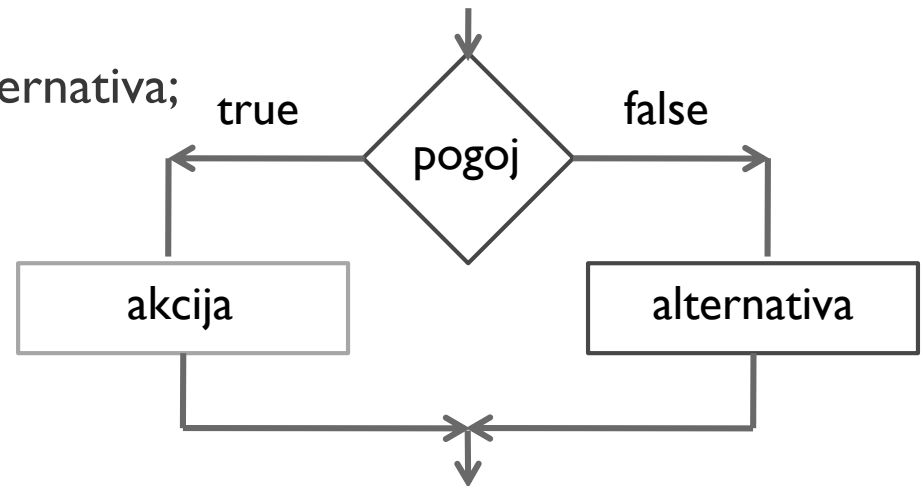 ernativa;
true
false
pogoj
akcija
alternativa